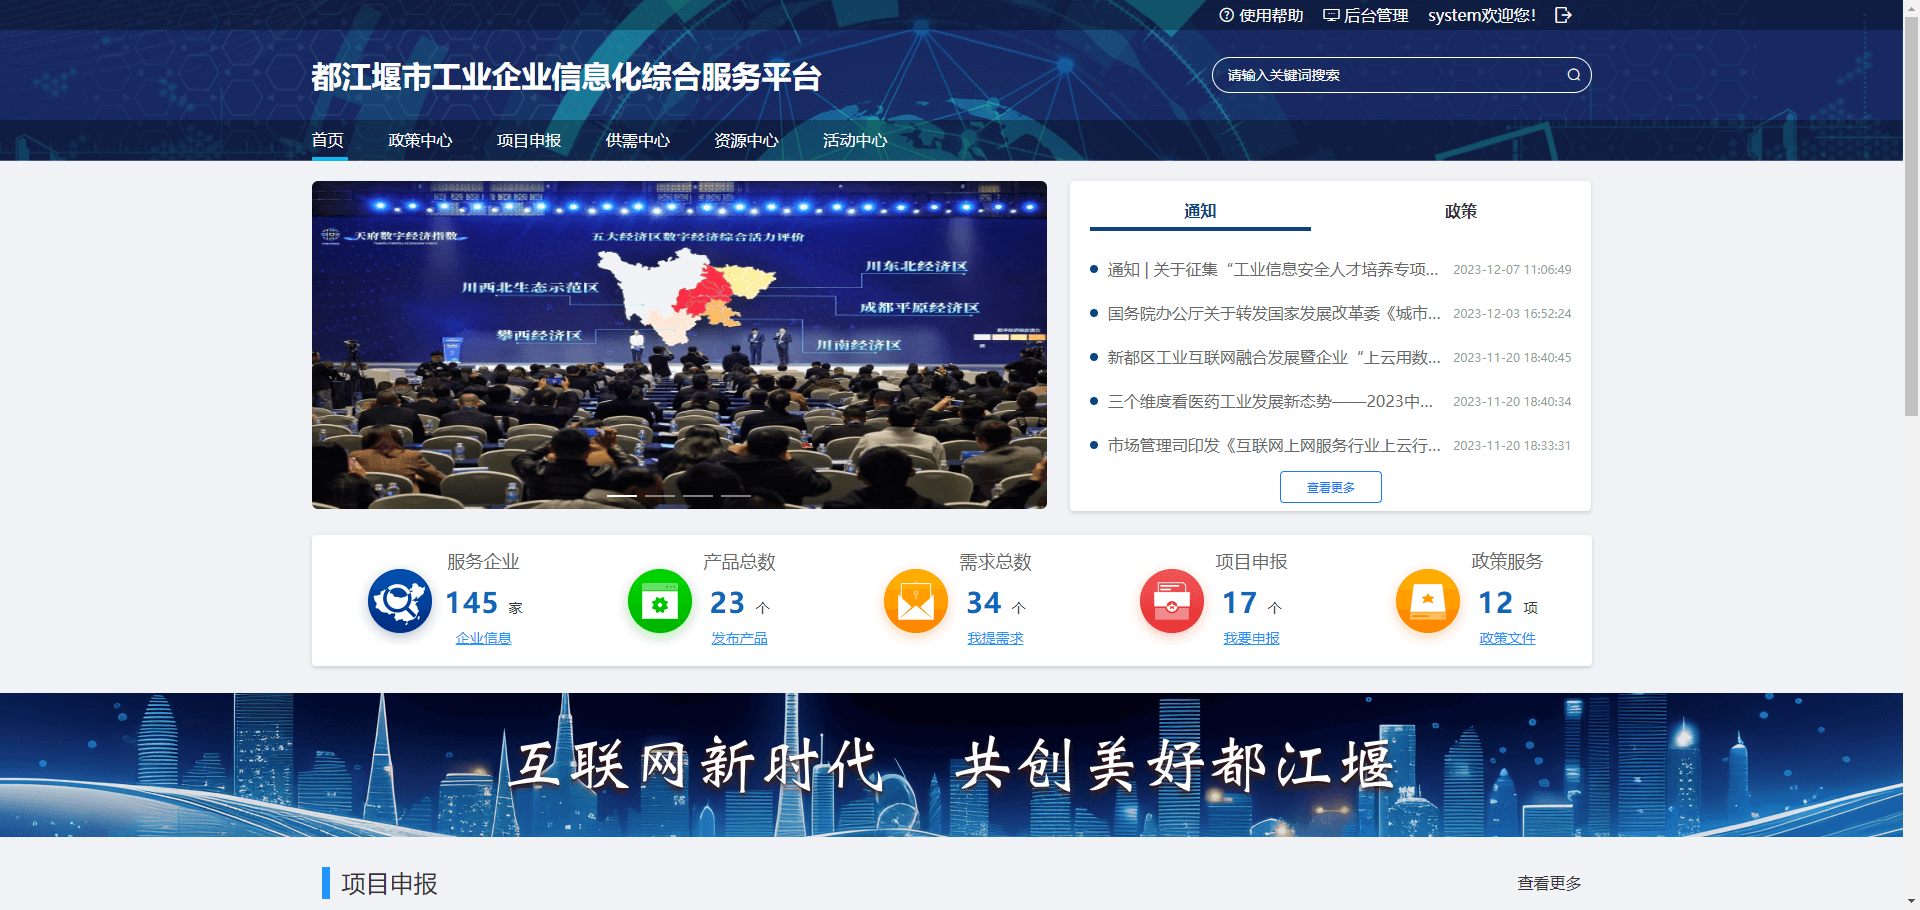 使用帮助 后台管理 system欢迎您!
都江堰市工业企业信息化综合服务平台
请输入关键词搜索
首页 政策中心 项目申报 供需中心 资源中心 活动中心
天府数字经济指数
五大经济区数字经济综合活力评价
川东北经济区
川西北生态示范区
成都平原经济区
攀西经济区
川南经济区
通知 政策
通知 | 关于征集“工业信息安全人才培养专项... 2023-12-07 11:06:49
国务院办公厅关于转发国家发展改革委《城市... 2023-12-03 16:52:24
新都区工业互联网融合发展暨企业“上云用数... 2023-11-20 18:40:45
三个维度看医药工业发展新态势——2023中... 2023-11-20 18:40:34
市场管理司印发《互联网上网服务行业上云行... 2023-11-20 18:33:31
查看更多
服务企业 产品总数 需求总数 项目申报 政策服务
145 家 23 个 34 个 17 个 12 项
企业信息 发布产品 我提需求 我要申报 政策文件
互联网新时代 共创美好都江堰
项目申报 查看更多